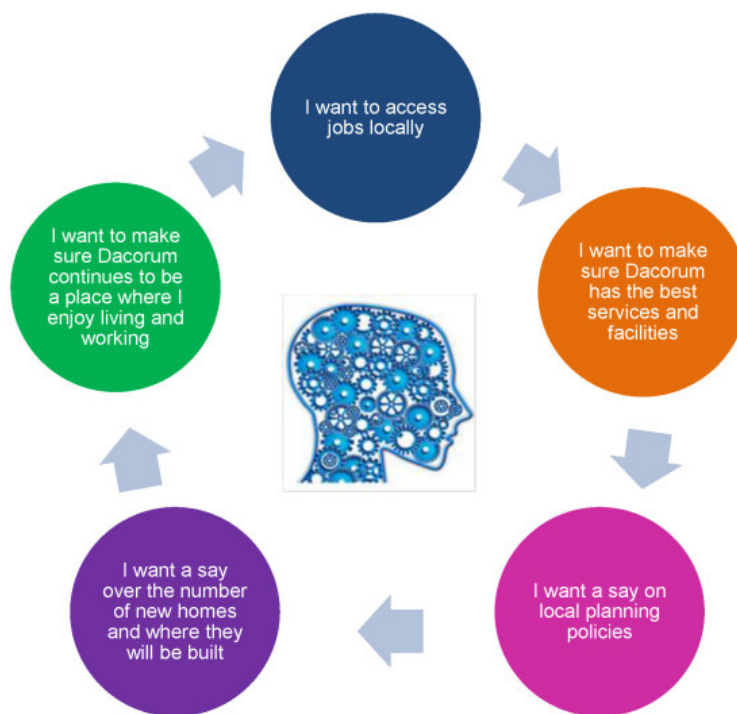 I want to access
jobs locally
I want to make
sure Dacorum
has the best
services and
facilities
I want a say on
local planning
policies
I want a say
over the number
of new homes
and where they
will be built
I want to make
sure Dacorum
continues to be
a place where I
enjoy living and
working